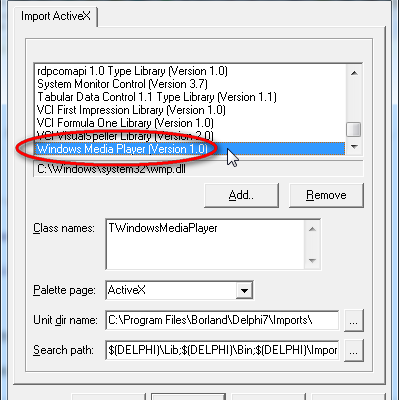 Import ActiveX
rdpcomapi 1.0 Type Library (Version 1.0)
System Monitor Control (Version 3.7)
Tabular Data Control 1.1 Type Library (Version 1.1)
VCI First Impression Library (Version 1.0)
VCI Formula One Library (Version 1.0)
VCI VisualSpeller Library (Version 2.0)
Windows Media Player (Version 1.0)
C:\Windows\system32\wmp.dll
Add..
Remove
Class names:
TWindowsMediaPlayer
Palette page:
ActiveX
Unit dir name:
C:\Program Files\Borland\Delphi7\Imports\
...
Search path:
$(DELPHI)\Lib;$(DELPHI)\Bin;$(DELPHI)\Impor
...